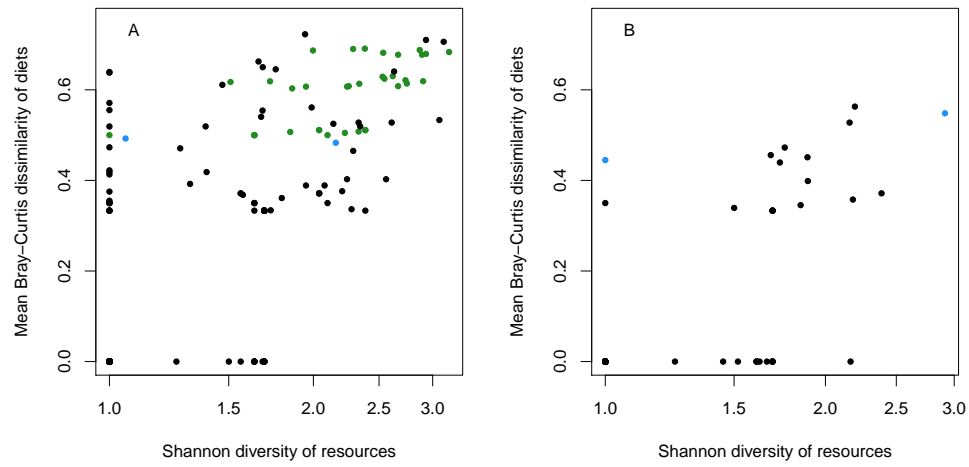 A
B
Mean Bray−Curtis dissimilarity of diets
0.6
0.4
0.2
0.0
1.0 1.5 2.0 2.5 3.0
Shannon diversity of resources
Mean Bray−Curtis dissimilarity of diets
0.6
0.4
0.2
0.0
1.0 1.5 2.0 2.5 3.0
Shannon diversity of resources